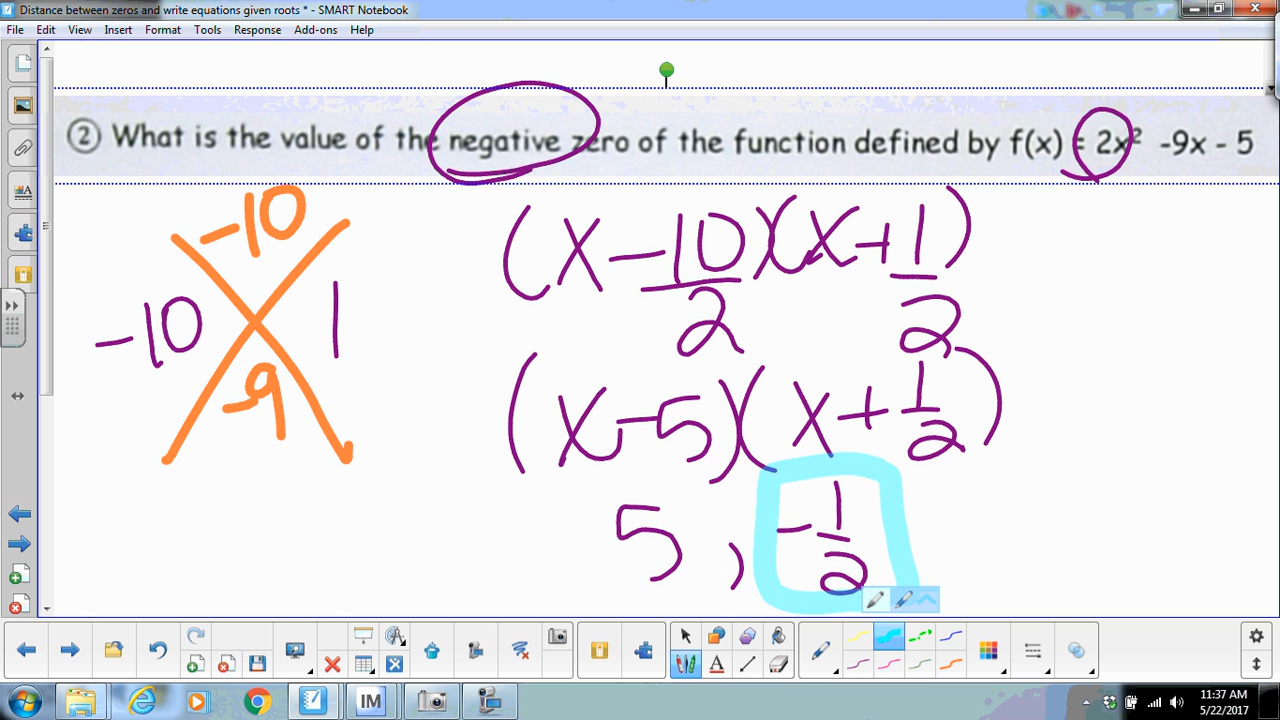 Distance between zeros and write equations given roots * - SMART Notebook
File Edit View Insert Format Tools Response Add-ons Help
② What is the value of the negative zero of the function defined by f(x) = 2x² -9x - 5
-10
-10 1
-9
(x - 10/2)(x + 1/2)
(x - 5)(x + 1/2)
5, -1/2
A
IM
11:37 AM
5/22/2017